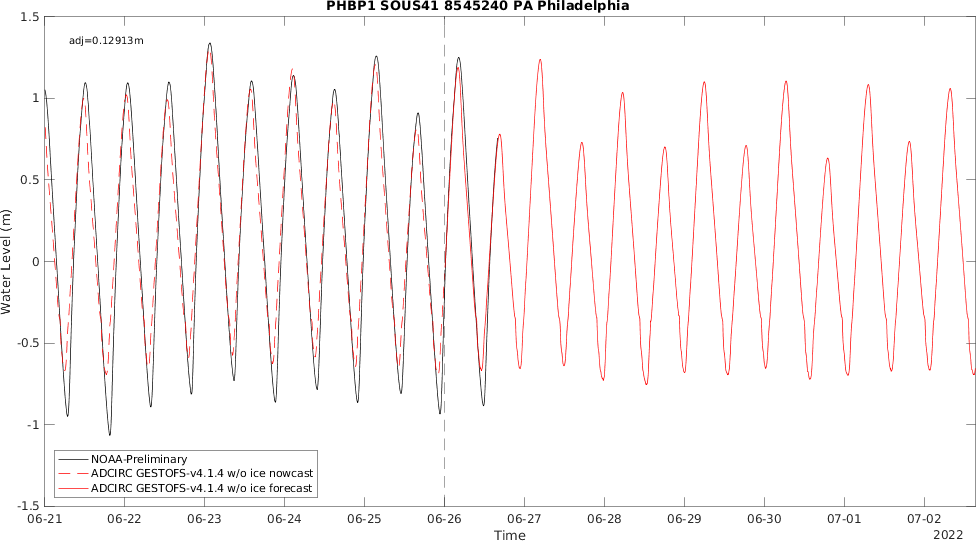 PHBP1 SOUS41 8545240 PA Philadelphia
adj=0.12913m
1.5
1
0.5
0
-0.5
-1
-1.5
Water Level (m)
NOAA-Preliminary
ADCIRC GESTOFS-v4.1.4 w/o ice nowcast
ADCIRC GESTOFS-v4.1.4 w/o ice forecast
06-21 06-22 06-23 06-24 06-25 06-26 06-27 06-28 06-29 06-30 07-01 07-02
Time
2022